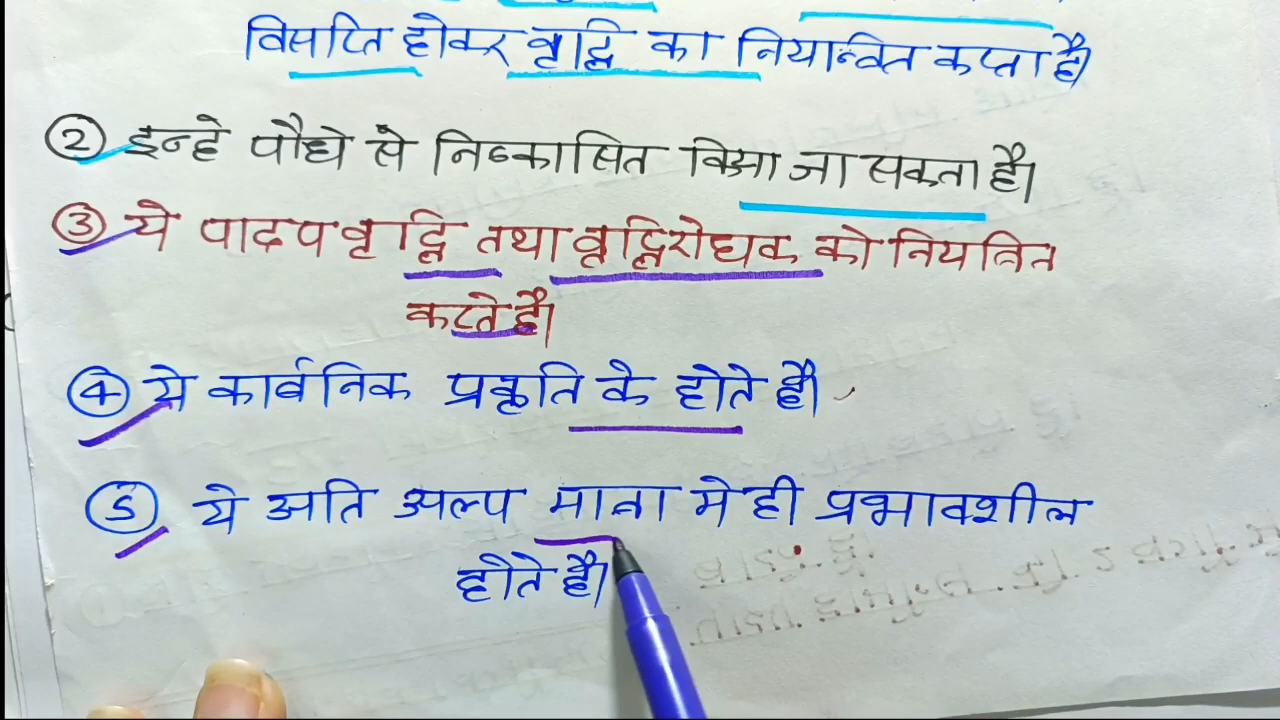 विसरित होकर वृद्धि का नियन्त्रित करता है।
② इन्हे पौधे से निष्कासित किया जा सकता है।
③ ये पादप वृद्धि तथा वृद्धिरोधक को नियंत्रित
करते है।
④ ये कार्बनिक प्रकृति के होते है।
⑤ ये अति अल्प मात्रा मे ही प्रभावशील
होते है।